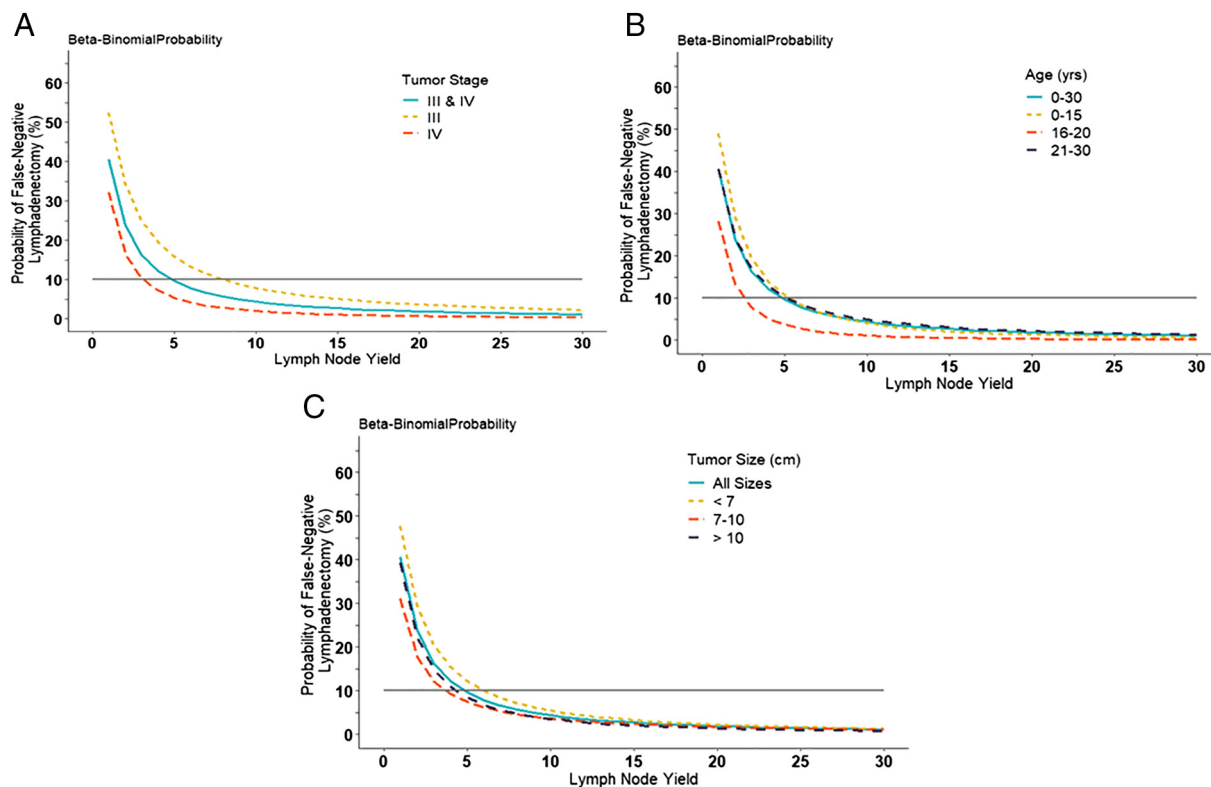 A
Beta-BinomialProbability
Probability of False-Negative
Lymphadenectomy (%)
60
50
40
30
20
10
0
Tumor Stage
III & IV
III
IV
0 5 10 15 20 25 30
Lymph Node Yield
B
Beta-BinomialProbability
Probability of False-Negative
Lymphadenectomy (%)
60
50
40
30
20
10
0
Age (yrs)
0-30
0-15
16-20
21-30
0 5 10 15 20 25 30
Lymph Node Yield
C
Beta-BinomialProbability
Probability of False-Negative
Lymphadenectomy (%)
60
50
40
30
20
10
0
Tumor Size (cm)
All Sizes
< 7
7-10
> 10
0 5 10 15 20 25 30
Lymph Node Yield